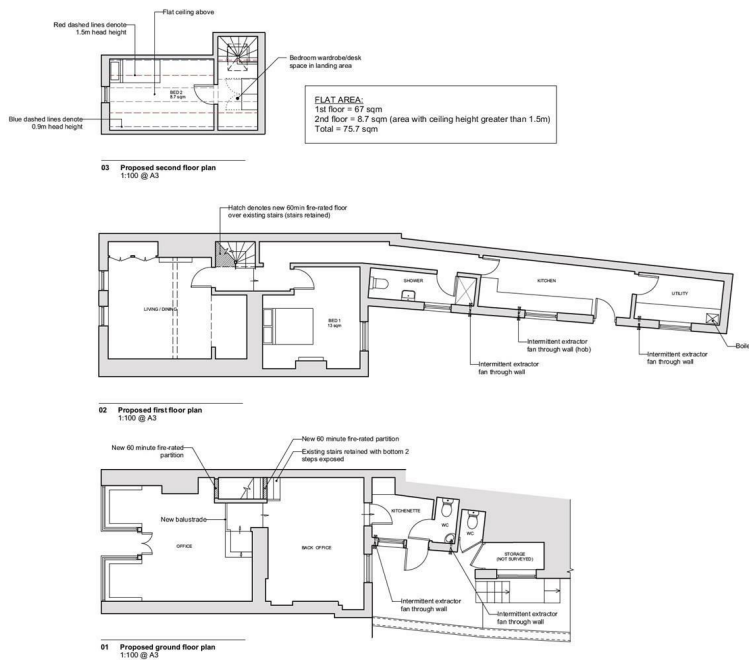 Flat ceiling above
Red dashed lines denote
1.5m head height
Bedroom wardrobe/desk
space in landing area
BED 2
8.7 sqm
Blue dashed lines denote
0.9m head height
FLAT AREA:
1st floor = 67 sqm
2nd floor = 8.7 sqm (area with ceiling height greater than 1.5m)
Total = 75.7 sqm
03 Proposed second floor plan
1:100 @ A3
Hatch denotes new 60min fire-rated floor
over existing stairs (stairs retained)
LIVING / DINING
BED 1
13 sqm
SHOWER
KITCHEN
UTILITY
Boile
Intermittent extractor
fan through wall
Intermittent extractor
fan through wall (hob)
Intermittent extractor
fan through wall
02 Proposed first floor plan
1:100 @ A3
New 60 minute fire-rated
partition
New 60 minute fire-rated partition
Existing stairs retained with bottom 2
steps exposed
New balustrade
OFFICE
BACK OFFICE
KITCHENETTE
WC
WC
STORAGE
(NOT SURVEYED)
Intermittent extractor
fan through wall
Intermittent extractor
fan through wall
01 Proposed ground floor plan
1:100 @ A3